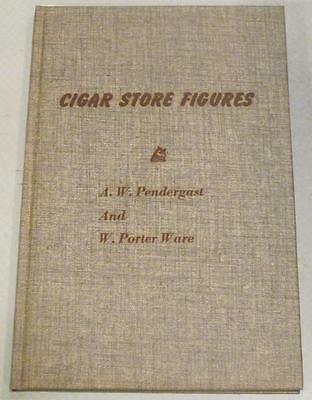 CIGAR STORE FIGURES
A. W. Pendergast
And
W. Porter Ware